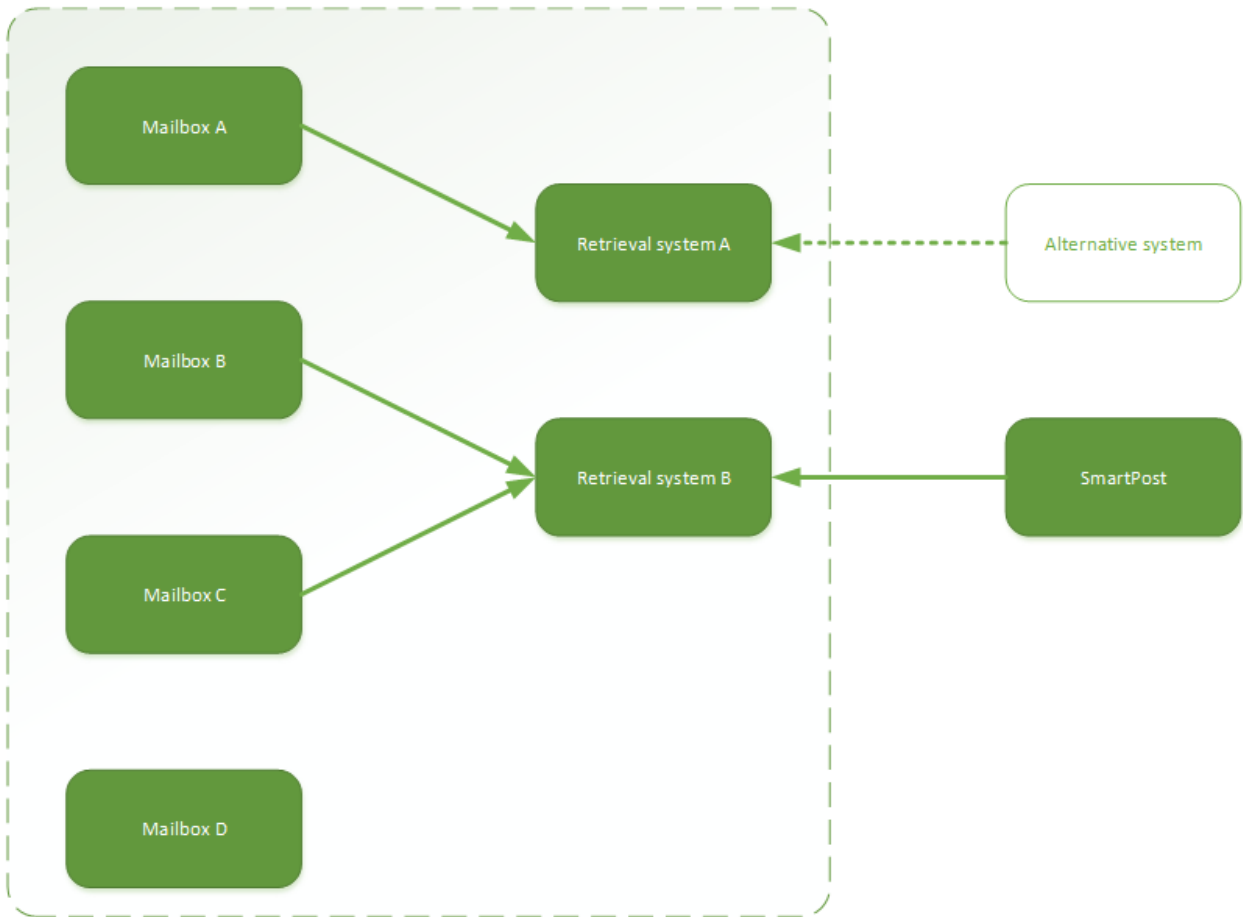 Mailbox A
Retrieval system A
Alternative system
Mailbox B
Retrieval system B
SmartPost
Mailbox C
Mailbox D